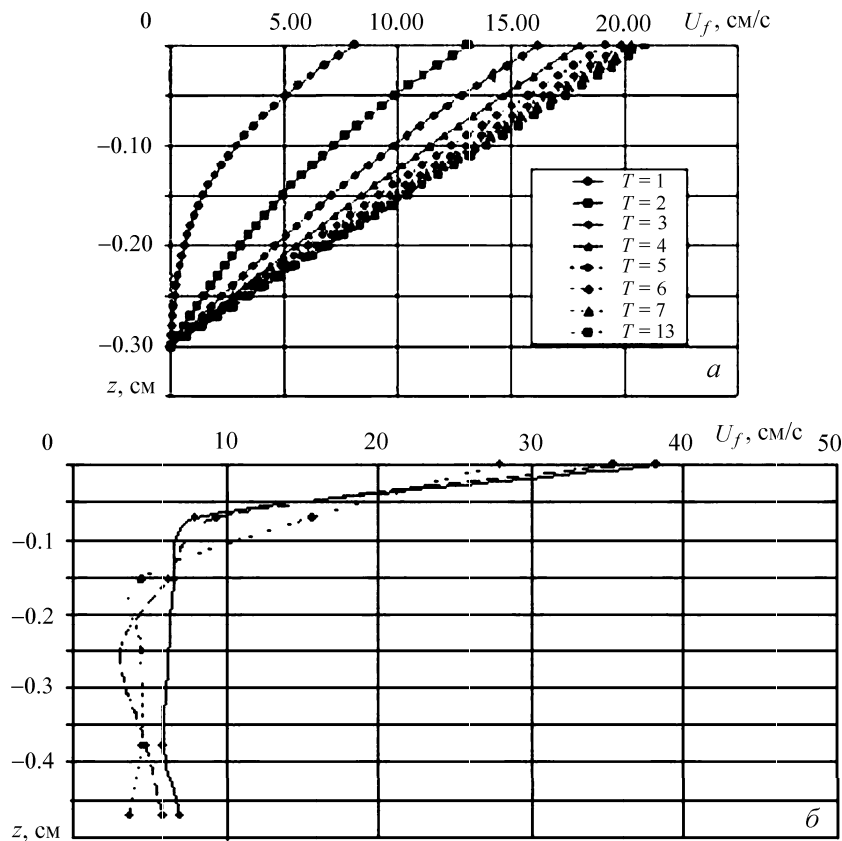 0 5.00 10.00 15.00 20.00 U_f, см/с
−0.10
T = 1
T = 2
T = 3
−0.20
T = 4
T = 5
T = 6
T = 7
T = 13
−0.30
а
z, см
0 10 20 30 40 U_f, см/с 50
−0.1
−0.2
−0.3
−0.4
z, см
б